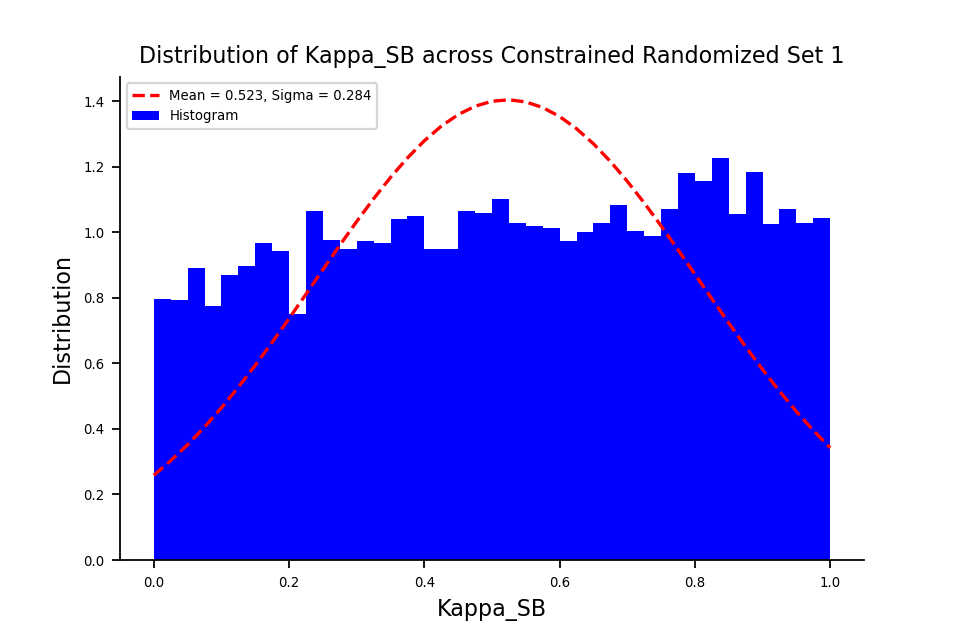 Distribution of Kappa_SB across Constrained Randomized Set 1
Mean = 0.523, Sigma = 0.284
Histogram
Distribution
1.4
1.2
1.0
0.8
0.6
0.4
0.2
0.0
0.0 0.2 0.4 0.6 0.8 1.0
Kappa_SB